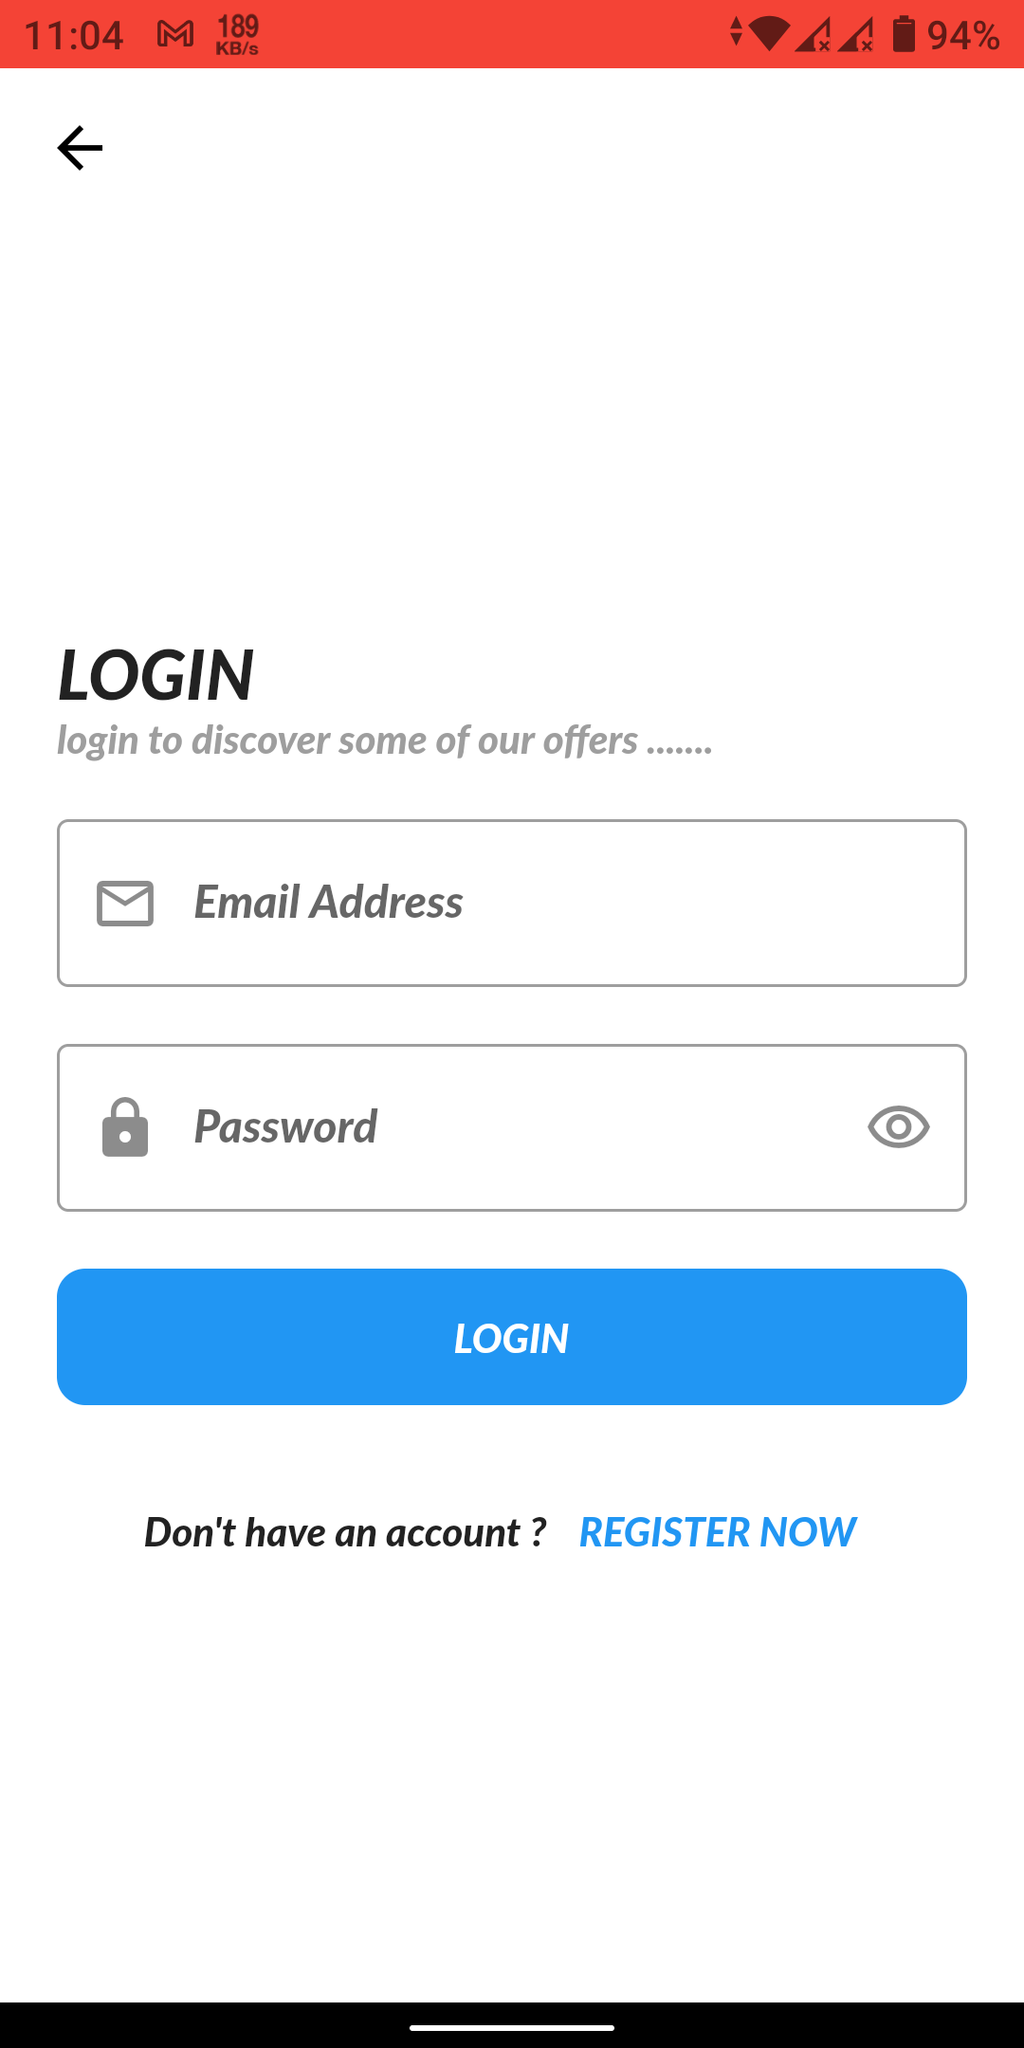 11:04 189 KB/s 94%
LOGIN
login to discover some of our offers .......
Email Address
Password
LOGIN
Don't have an account ? REGISTER NOW